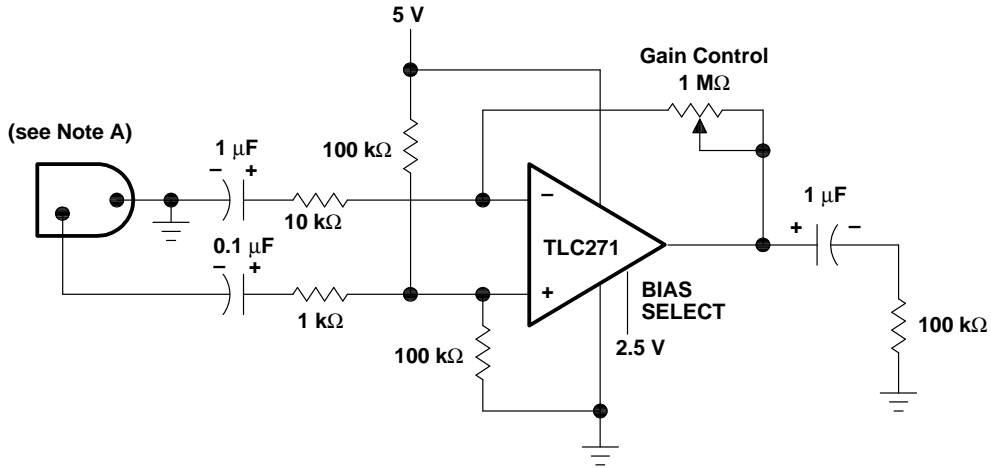 5 V
Gain Control
1 MΩ
(see Note A)
1 μF
−
+
100 kΩ
10 kΩ
−
1 μF
+
−
TLC271
0.1 μF
−
+
1 kΩ
+
BIAS
SELECT
2.5 V
100 kΩ
100 kΩ